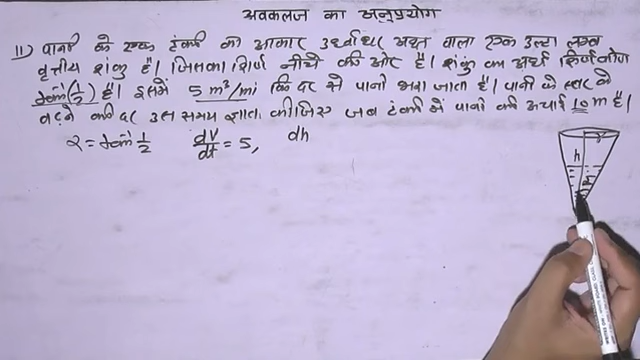 अवकलज का अनुप्रयोग
11) पानी के एक टंकी का आकार उर्ध्वाधर अक्ष वाला एक उल्टा लम्ब
वृत्तीय शंकु है। जिसका शिर्ष नीचे की ओर है। शंकु का अर्ध शिर्षकोण
tan⁻¹(1/2) है। इसमें 5 m³/mi कि दर से पानी भरा जाता है। पानी के स्तर के
बढ़ने की दर उस समय ज्ञात कीजिए जब टंकी में पानी की उचाई 10 m है।
α = tan⁻¹ 1/2 dV/dt = 5, dh
r
h
α